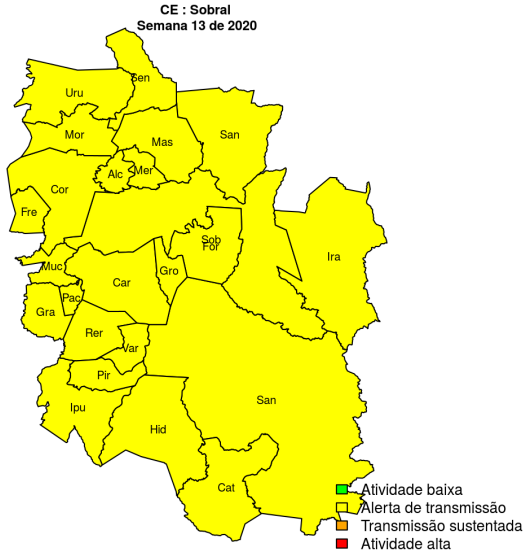 CE : Sobral
Semana 13 de 2020
Sen
Uru
Mor
Mas
San
Alc
Mer
Cor
Fre
Sob
For
Muc
Gro
Ira
Car
Pac
Gra
Rer
Var
Pir
San
Ipu
Hid
Cat
Atividade baixa
Alerta de transmissão
Transmissão sustentada
Atividade alta